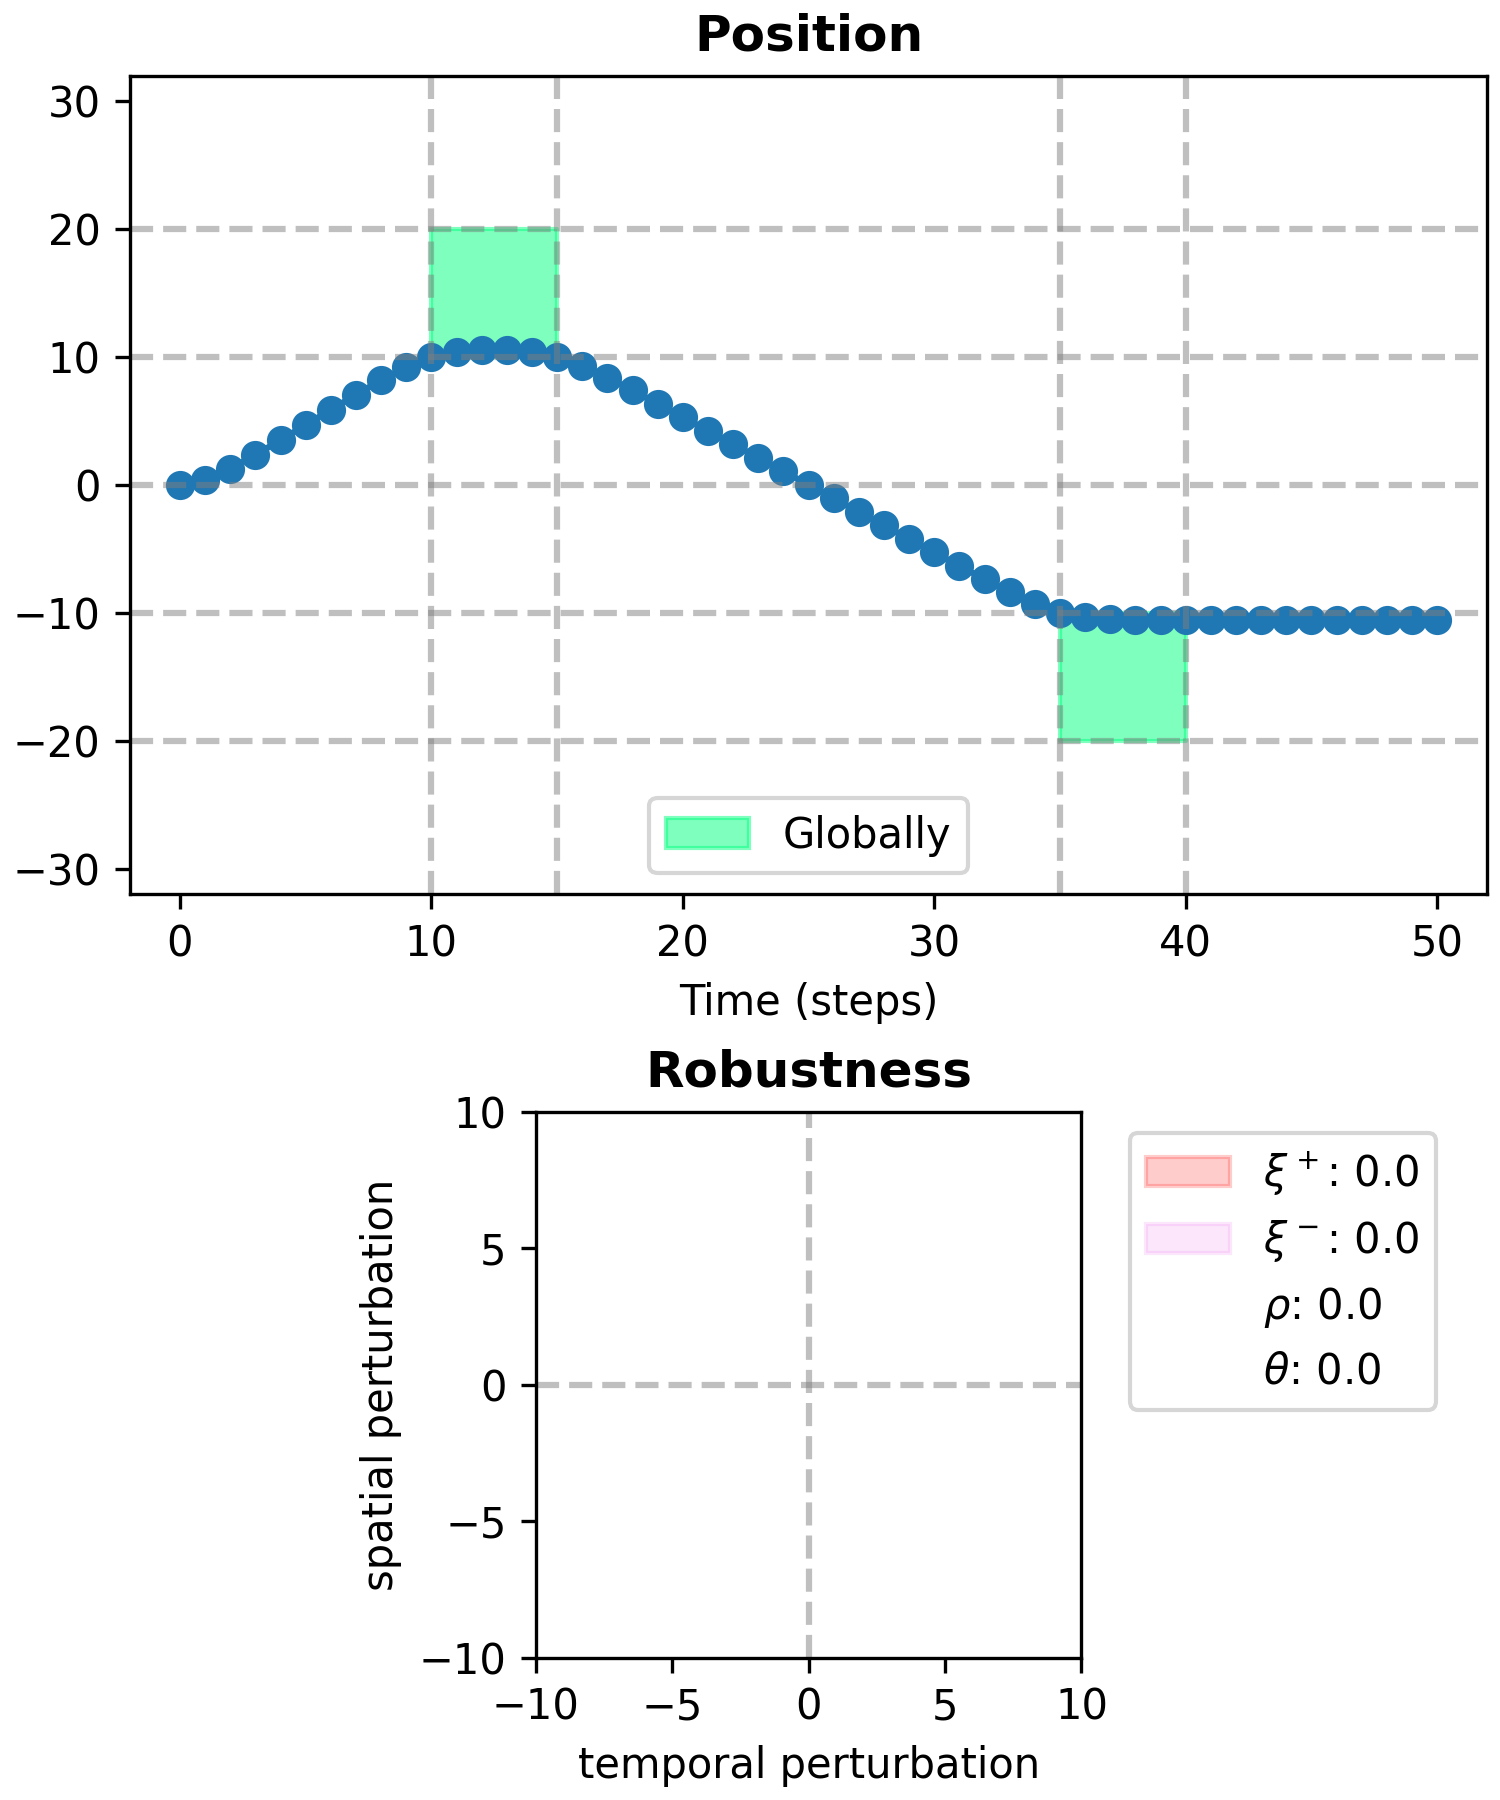 Position
30
20
10
0
−10
−20
−30
Globally
0 10 20 30 40 50
Time (steps)
Robustness
spatial perturbation
10
5
0
−5
−10
−10 −5 0 5 10
temporal perturbation
ξ⁺: 0.0
ξ⁻: 0.0
ρ: 0.0
θ: 0.0